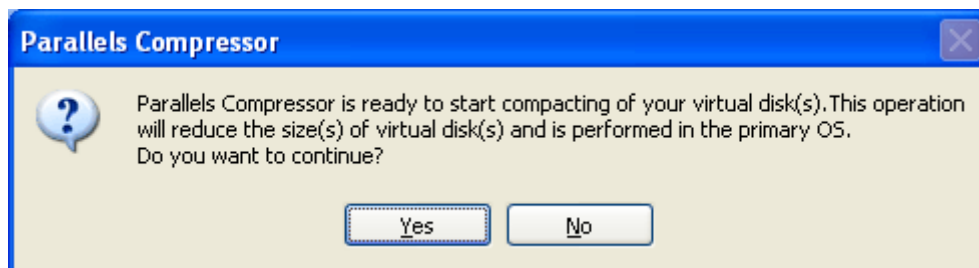 Parallels Compressor
Parallels Compressor is ready to start compacting of your virtual disk(s).This operation
will reduce the size(s) of virtual disk(s) and is performed in the primary OS.
Do you want to continue?
Yes
No